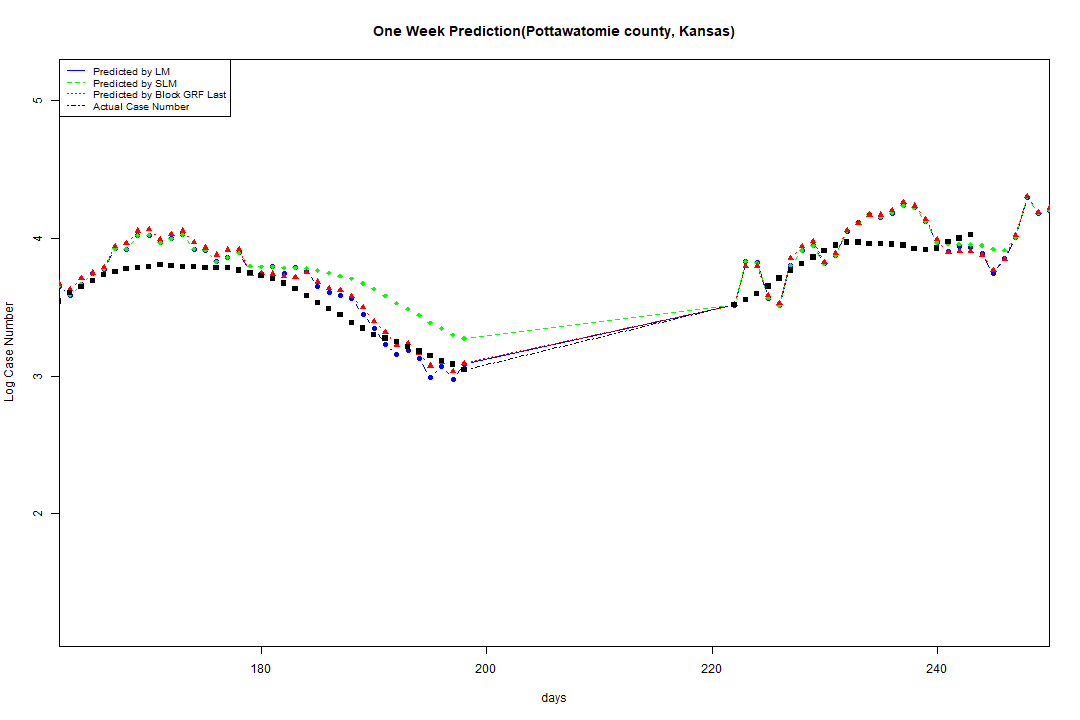 One Week Prediction(Pottawatomie county, Kansas)
Predicted by LM
Predicted by SLM
Predicted by Block GRF Last
Actual Case Number
5
4
3
2
Log Case Number
180 200 220 240
days